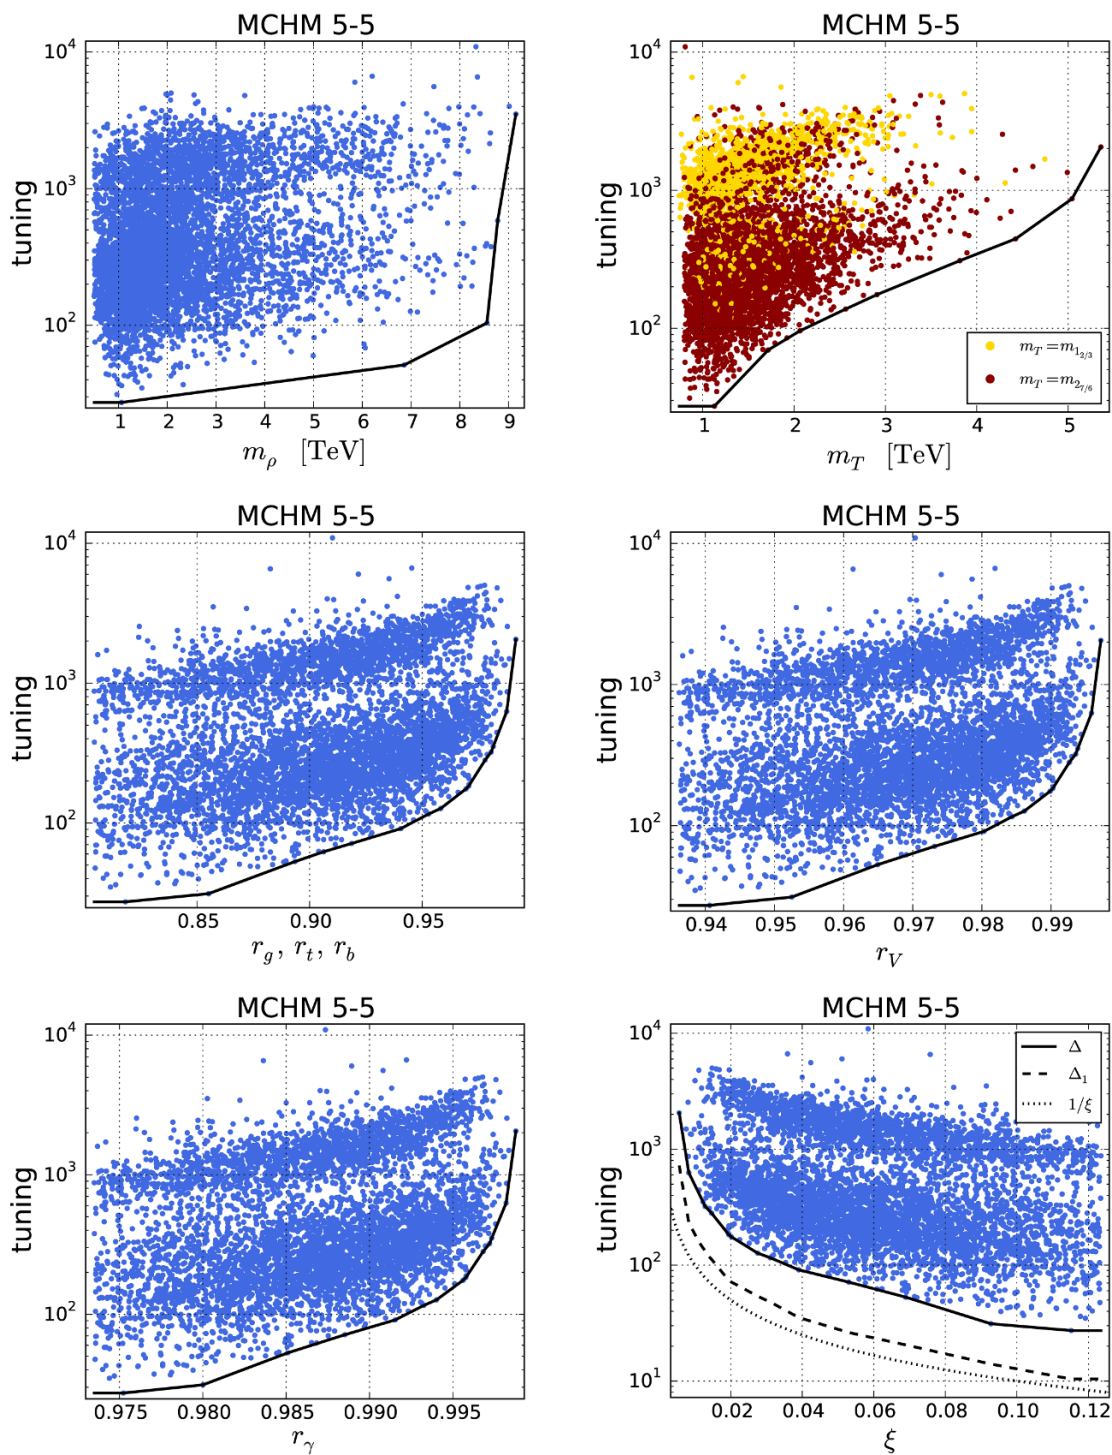 MCHM 5-5
10^4
10^3
10^2
tuning
1 2 3 4 5 6 7 8 9
m_ρ [TeV]
MCHM 5-5
10^4
10^3
10^2
tuning
m_T = m_{1_{2/3}}
m_T = m_{2_{7/6}}
1 2 3 4 5
m_T [TeV]
MCHM 5-5
10^4
10^3
10^2
tuning
0.85 0.90 0.95
r_g, r_t, r_b
MCHM 5-5
10^4
10^3
10^2
tuning
0.94 0.95 0.96 0.97 0.98 0.99
r_V
MCHM 5-5
10^4
10^3
10^2
tuning
0.975 0.980 0.985 0.990 0.995
r_γ
MCHM 5-5
10^4
10^3
10^2
10^1
tuning
Δ
Δ_1
1/ξ
0.02 0.04 0.06 0.08 0.10 0.12
ξ